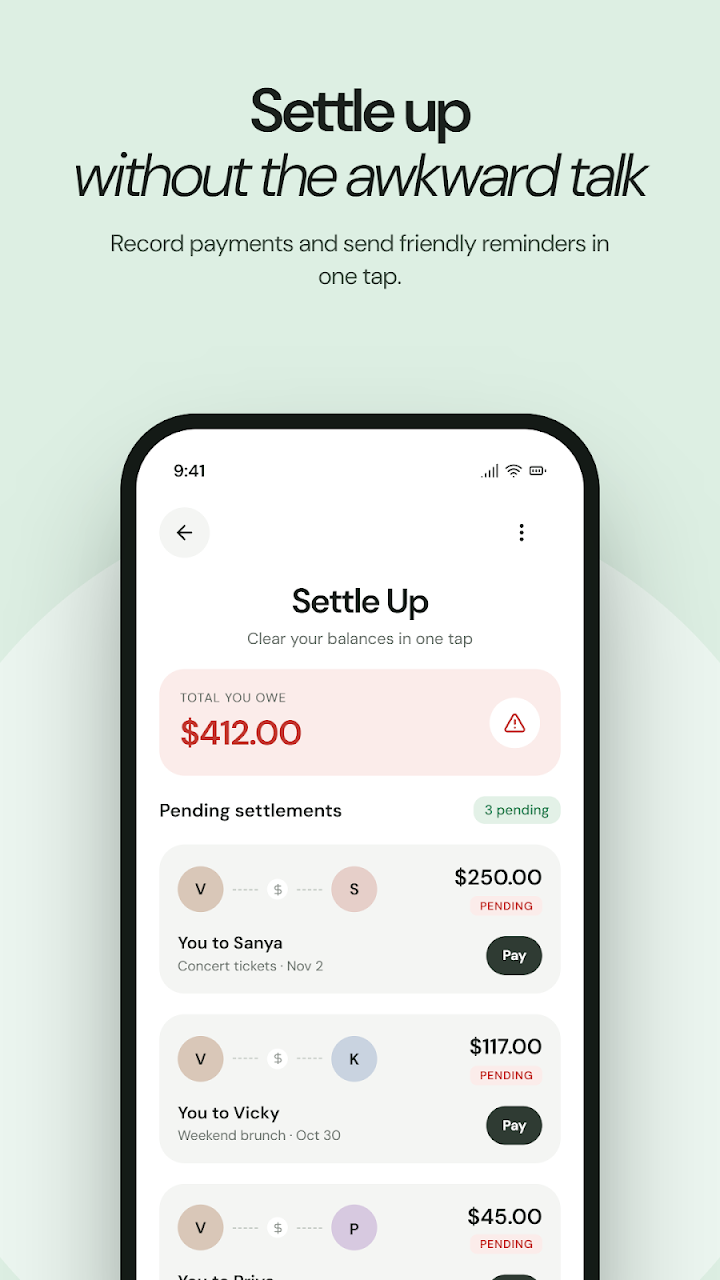 Settle up
without the awkward talk
Record payments and send friendly reminders in
one tap.
9:41
Settle Up
Clear your balances in one tap
TOTAL YOU OWE
$412.00
Pending settlements
3 pending
V $ S
$250.00
PENDING
You to Sanya
Concert tickets · Nov 2
Pay
V $ K
$117.00
PENDING
You to Vicky
Weekend brunch · Oct 30
Pay
V $ P
$45.00
PENDING
You to Priya